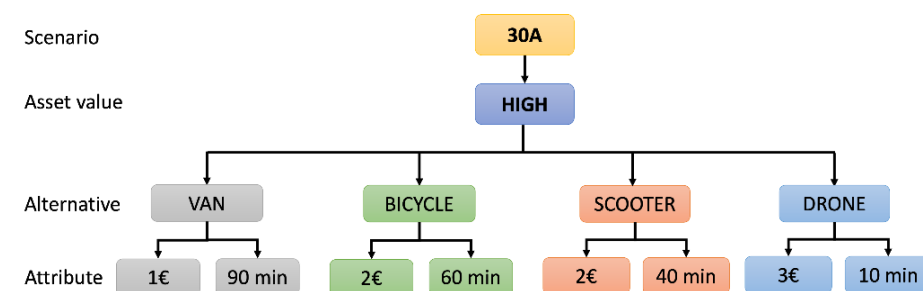 Scenario 30A
Asset value HIGH
Alternative VAN BICYCLE SCOOTER DRONE
Attribute 1€ 90 min 2€ 60 min 2€ 40 min 3€ 10 min